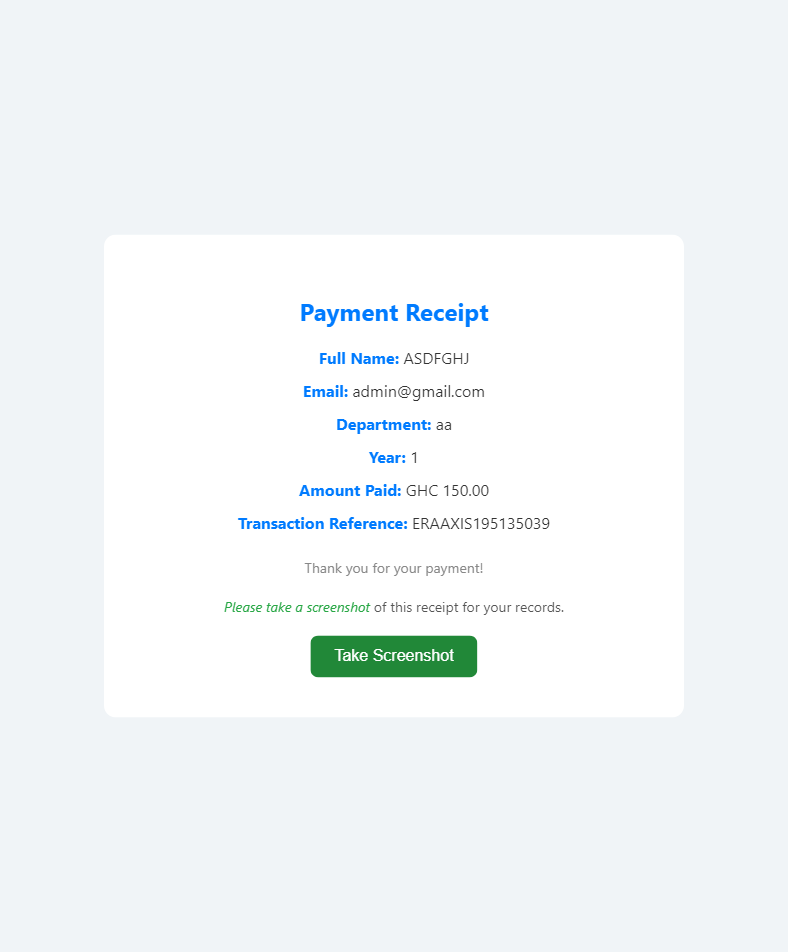 Payment Receipt
Full Name: ASDFGHJ
Email: admin@gmail.com
Department: aa
Year: 1
Amount Paid: GHC 150.00
Transaction Reference: ERAAXIS195135039
Thank you for your payment!
Please take a screenshot of this receipt for your records.
Take Screenshot